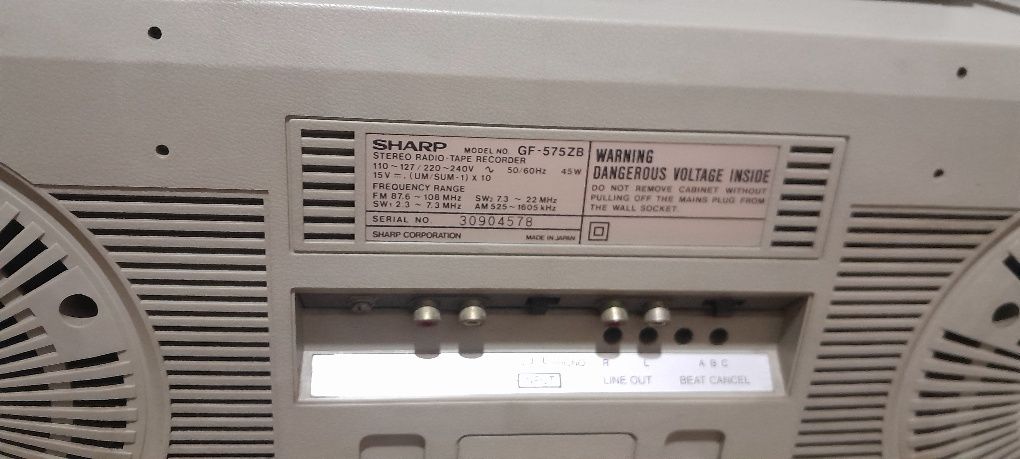 SHARP MODEL NO. GF-575ZB
STEREO RADIO-TAPE RECORDER
110~127/220~240V ∿ 50/60Hz 45W
15V ⎓ (UM/SUM-1) X 10
FREQUENCY RANGE
FM 87.6 ~ 108 MHz SW2 7.3 ~ 22 MHz
SW1 2.3 ~ 7.3 MHz AM 525~1605 kHz
SERIAL NO. 30904578
SHARP CORPORATION MADE IN JAPAN
WARNING
DANGEROUS VOLTAGE INSIDE
DO NOT REMOVE CABINET WITHOUT
PULLING OFF THE MAINS PLUG FROM
THE WALL SOCKET.
R L A B C
LINE OUT BEAT CANCEL